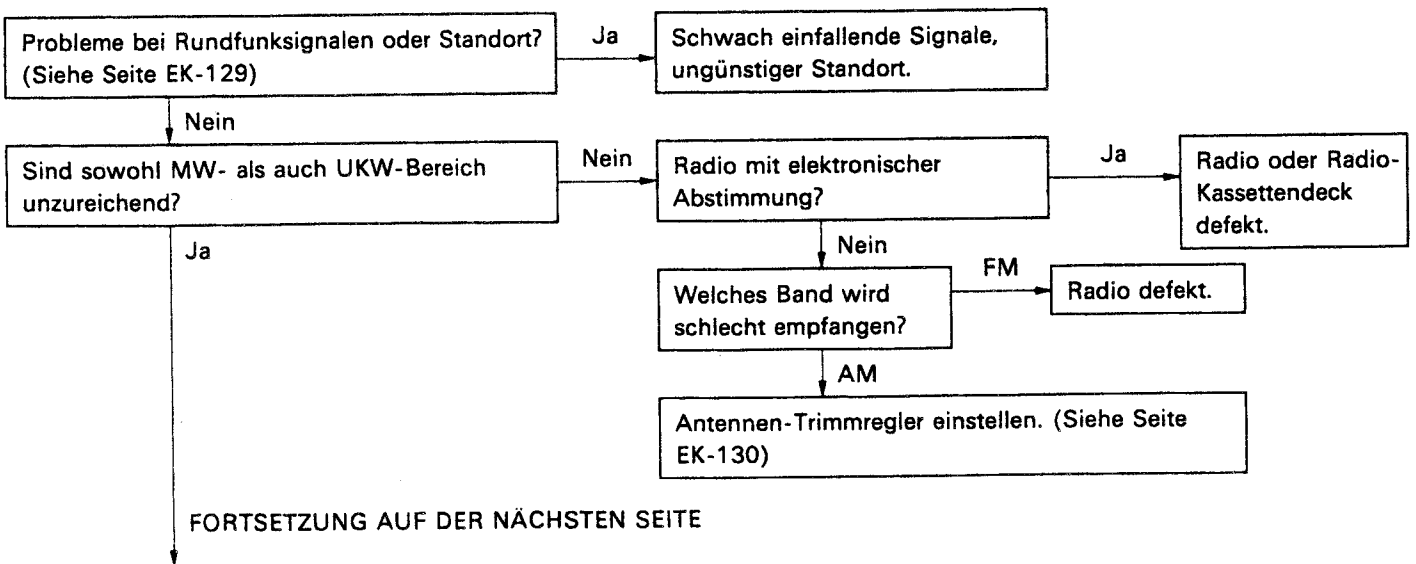 Probleme bei Rundfunksignalen oder Standort?
(Siehe Seite EK-129)
Ja
Schwach einfallende Signale,
ungünstiger Standort.
Nein
Sind sowohl MW- als auch UKW-Bereich
unzureichend?
Nein
Radio mit elektronischer
Abstimmung?
Ja
Radio oder Radio-
Kassettendeck
defekt.
Ja
Nein
Welches Band wird
schlecht empfangen?
FM
Radio defekt.
AM
Antennen-Trimmregler einstellen. (Siehe Seite
EK-130)
FORTSETZUNG AUF DER NÄCHSTEN SEITE